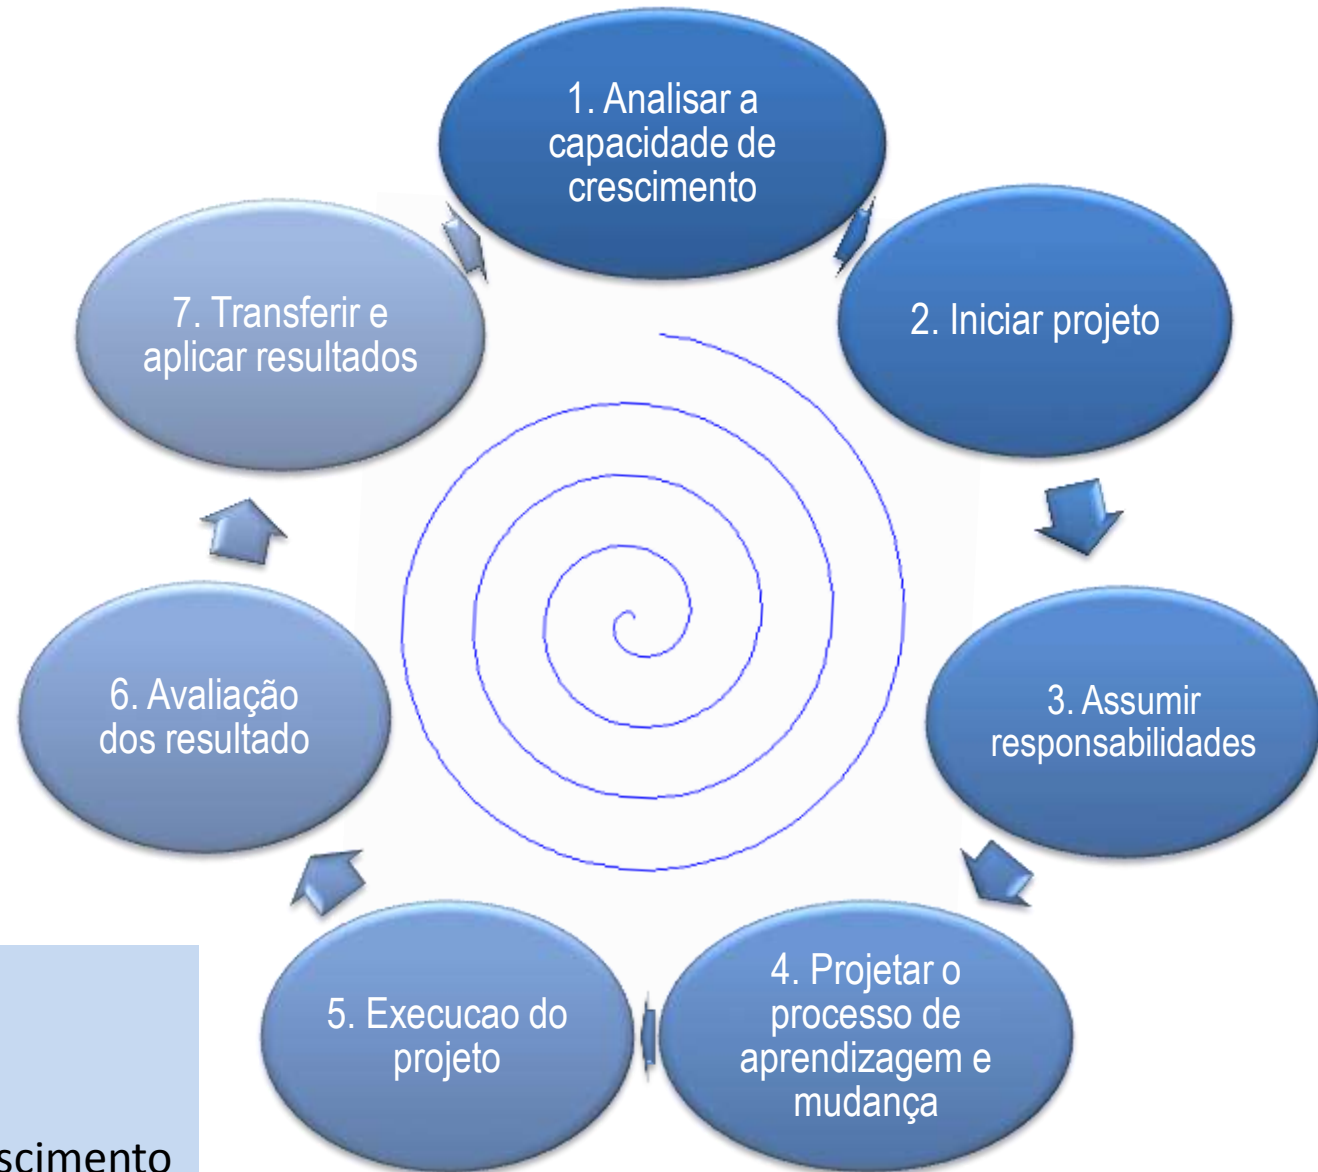 1. Analisar a
capacidade de
crescimento
2. Iniciar projeto
3. Assumir
responsabilidades
4. Projetar o
processo de
aprendizagem e
mudança
5. Execucao do
projeto
6. Avaliação
dos resultado
7. Transferir e
aplicar resultados
scimento